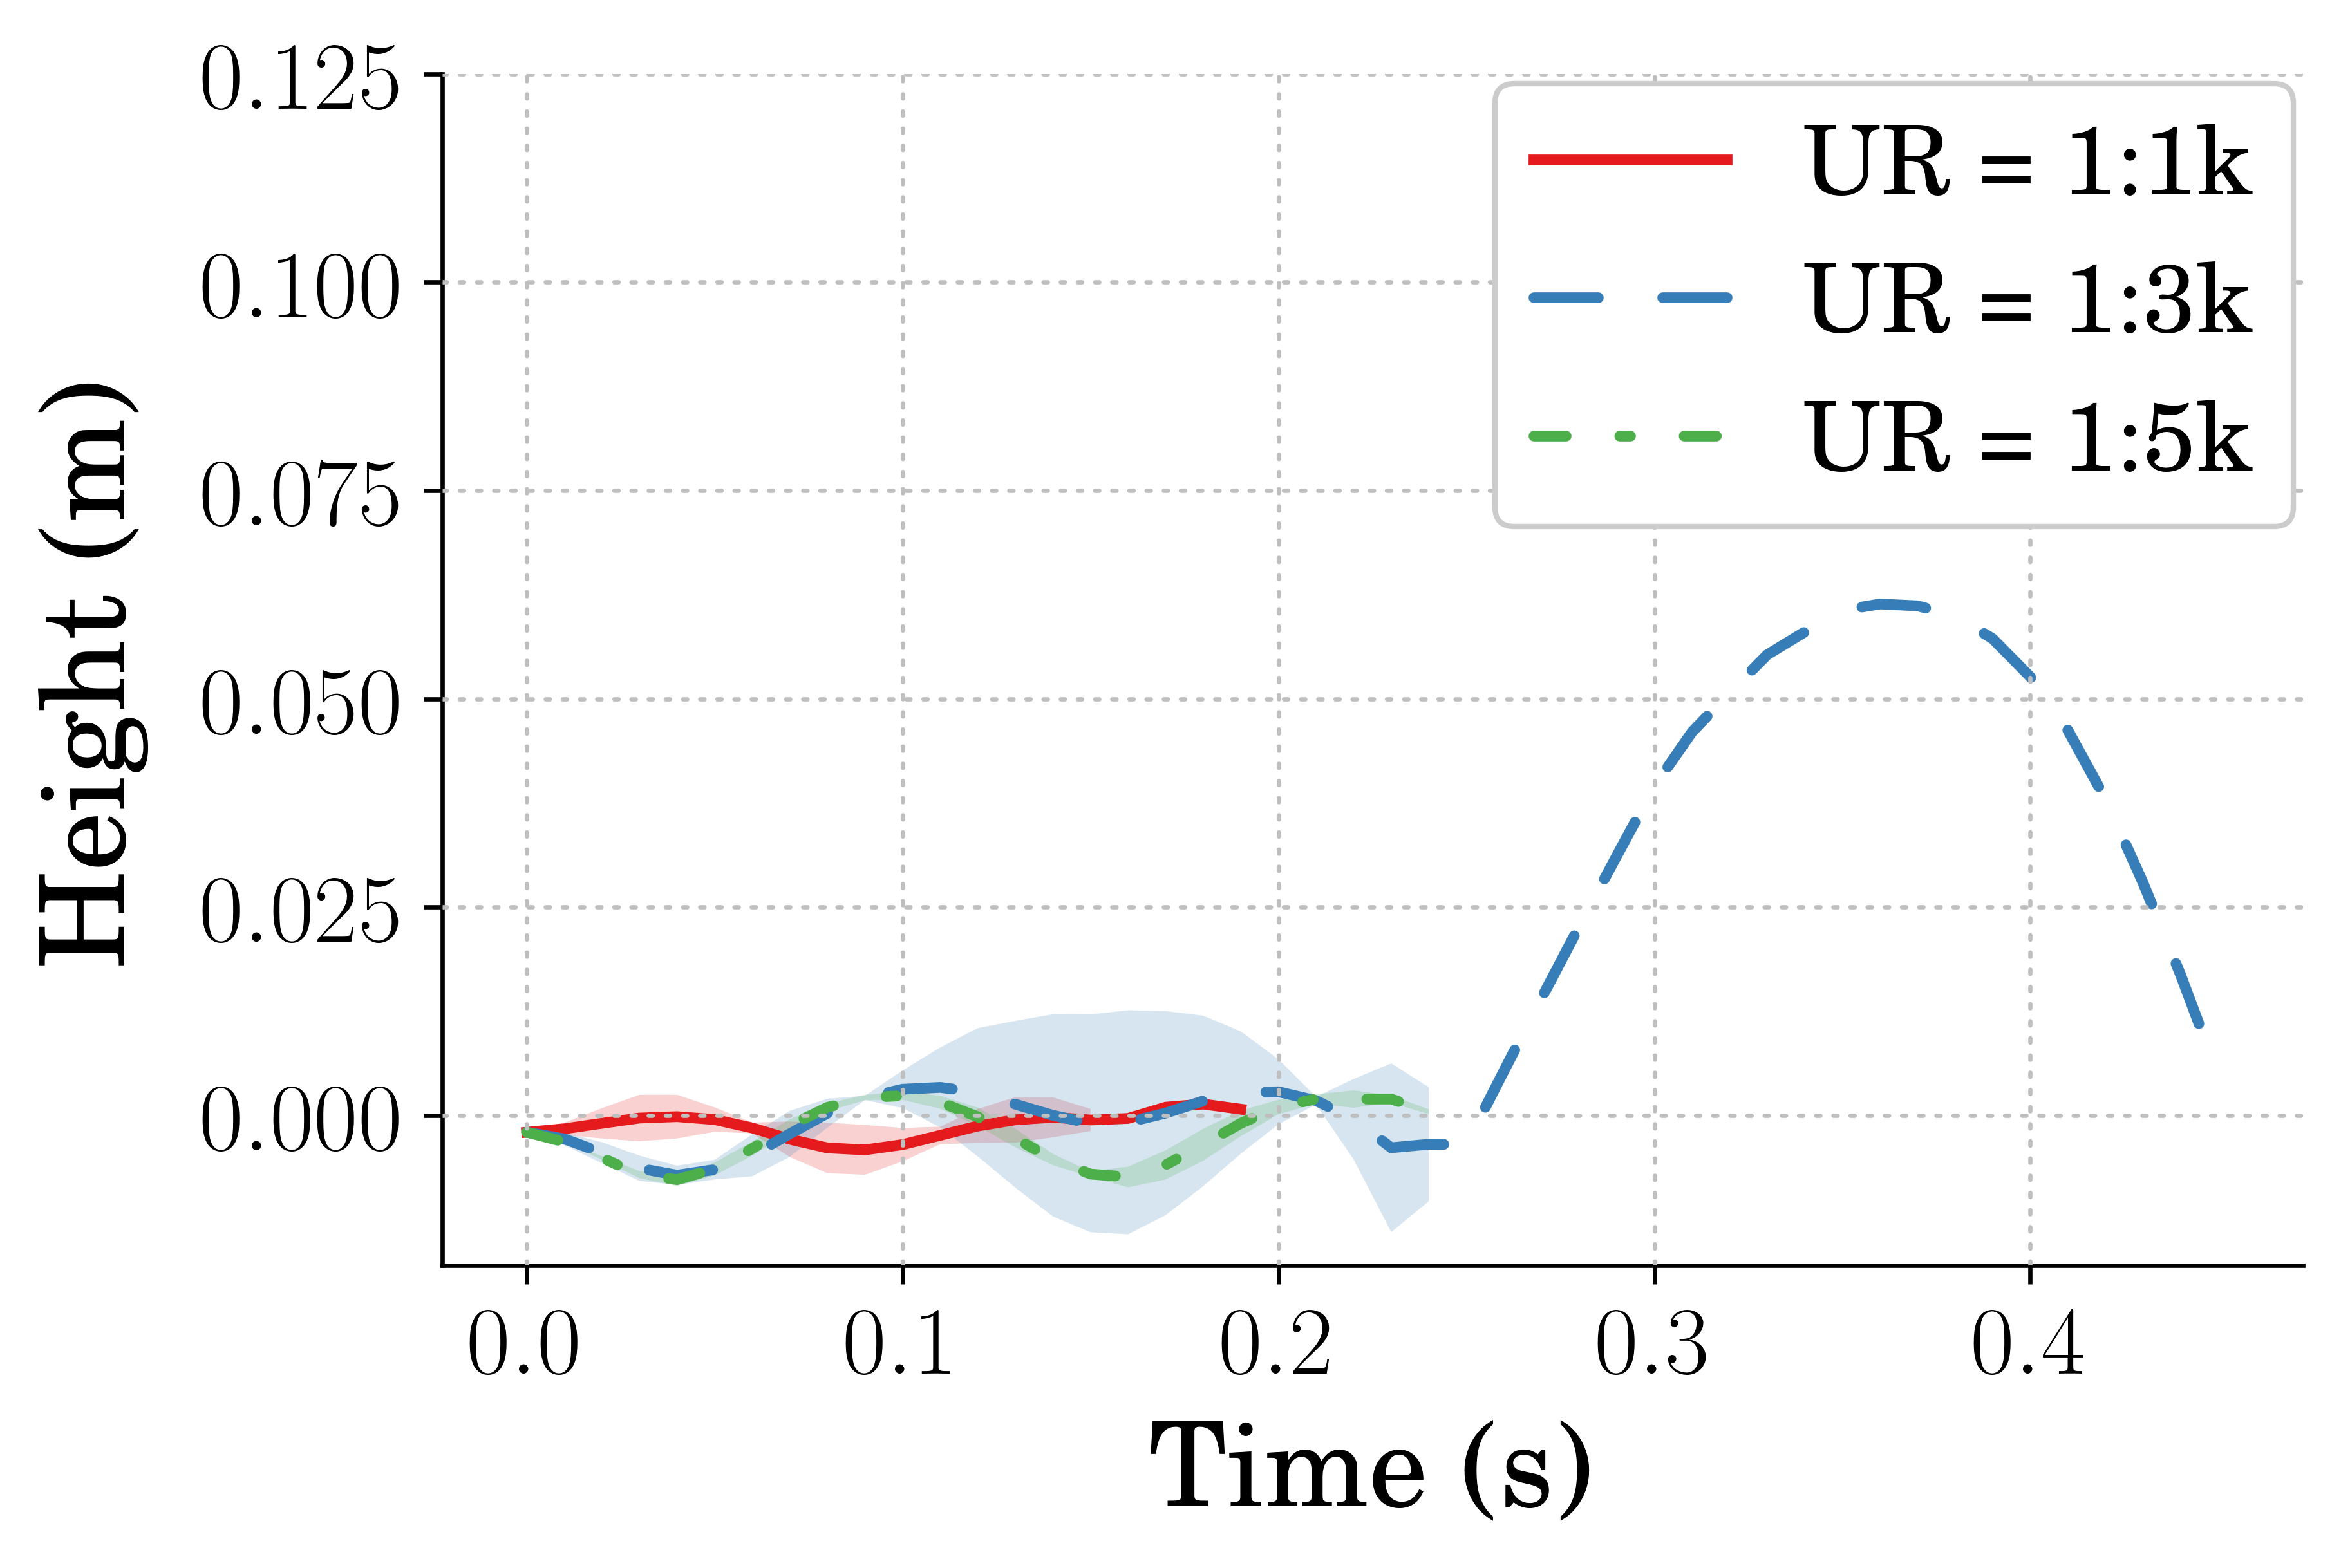 0.125
0.100
0.075
0.050
0.025
0.000
Height (m)
UR = 1:1k
UR = 1:3k
UR = 1:5k
0.0 0.1 0.2 0.3 0.4
Time (s)